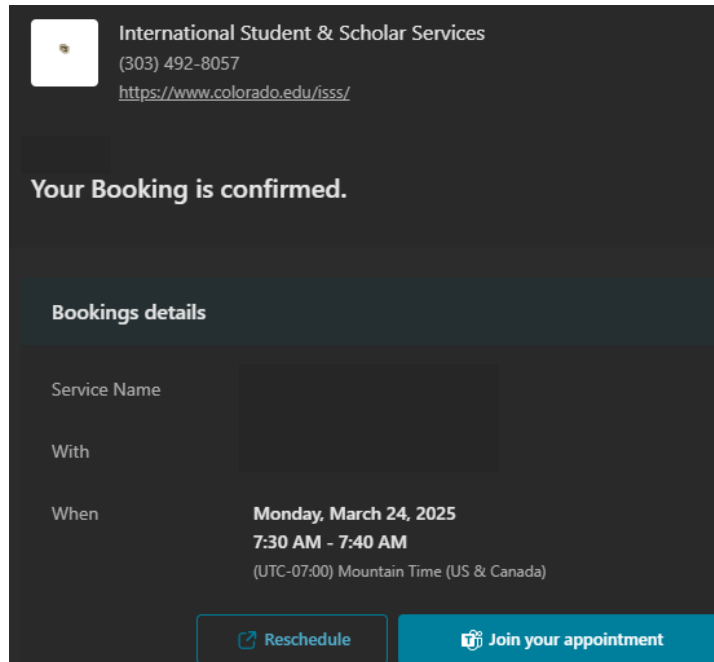 International Student & Scholar Services
(303) 492-8057
https://www.colorado.edu/isss/
Your Booking is confirmed.
Bookings details
Service Name
With
When
Monday, March 24, 2025
7:30 AM - 7:40 AM
(UTC-07:00) Mountain Time (US & Canada)
Reschedule
Join your appointment